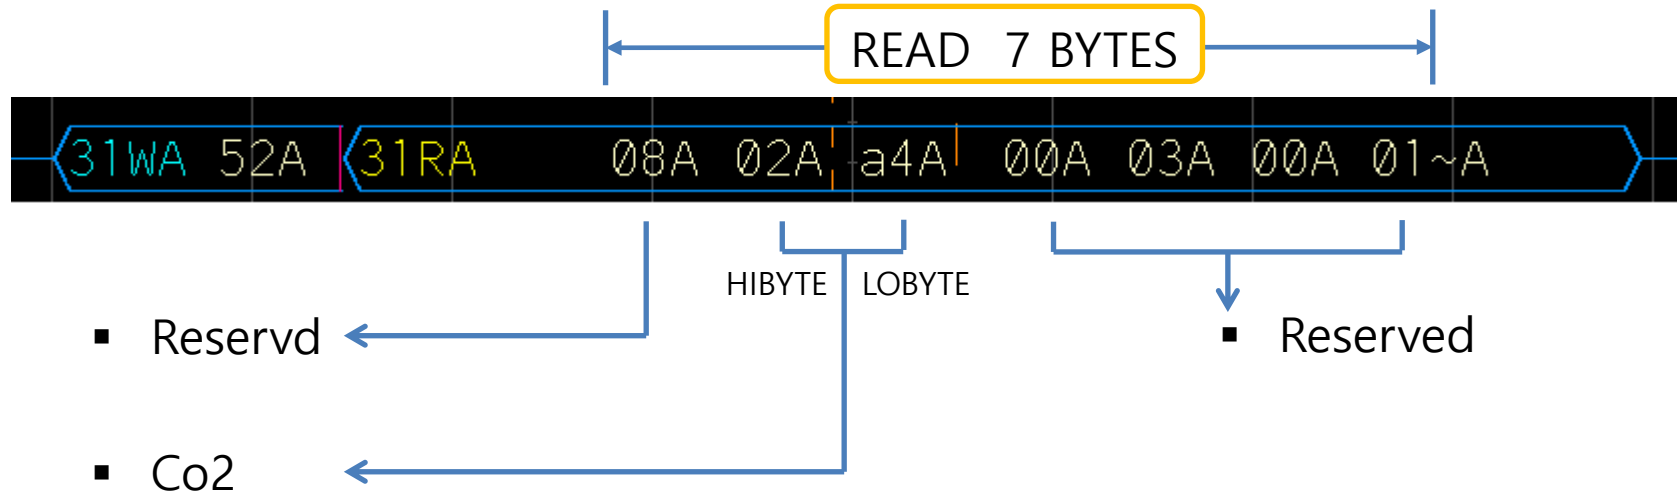 READ 7 BYTES
31WA 52A 31RA 08A 02A a4A 00A 03A 00A 01~A
HIBYTE LOBYTE
▪ Reservd
▪ Reserved
▪ Co2